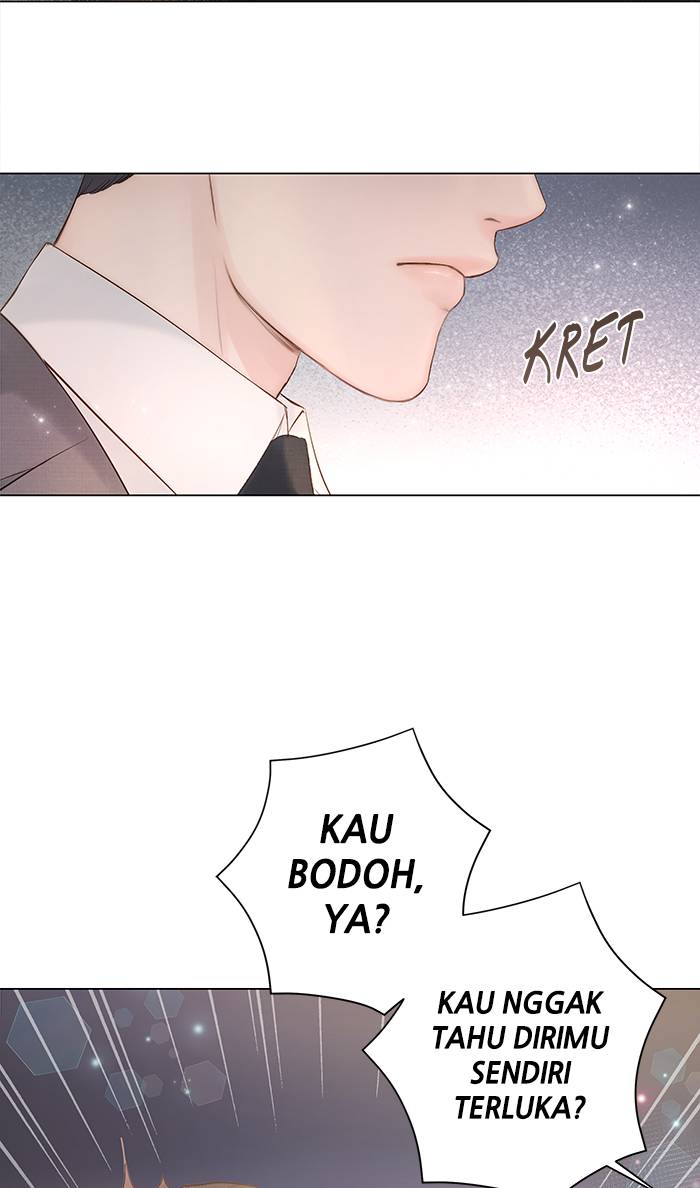 KRET
KAU
BODOH,
YA?
KAU NGGAK
TAHU DIRIMU
SENDIRI
TERLUKA?